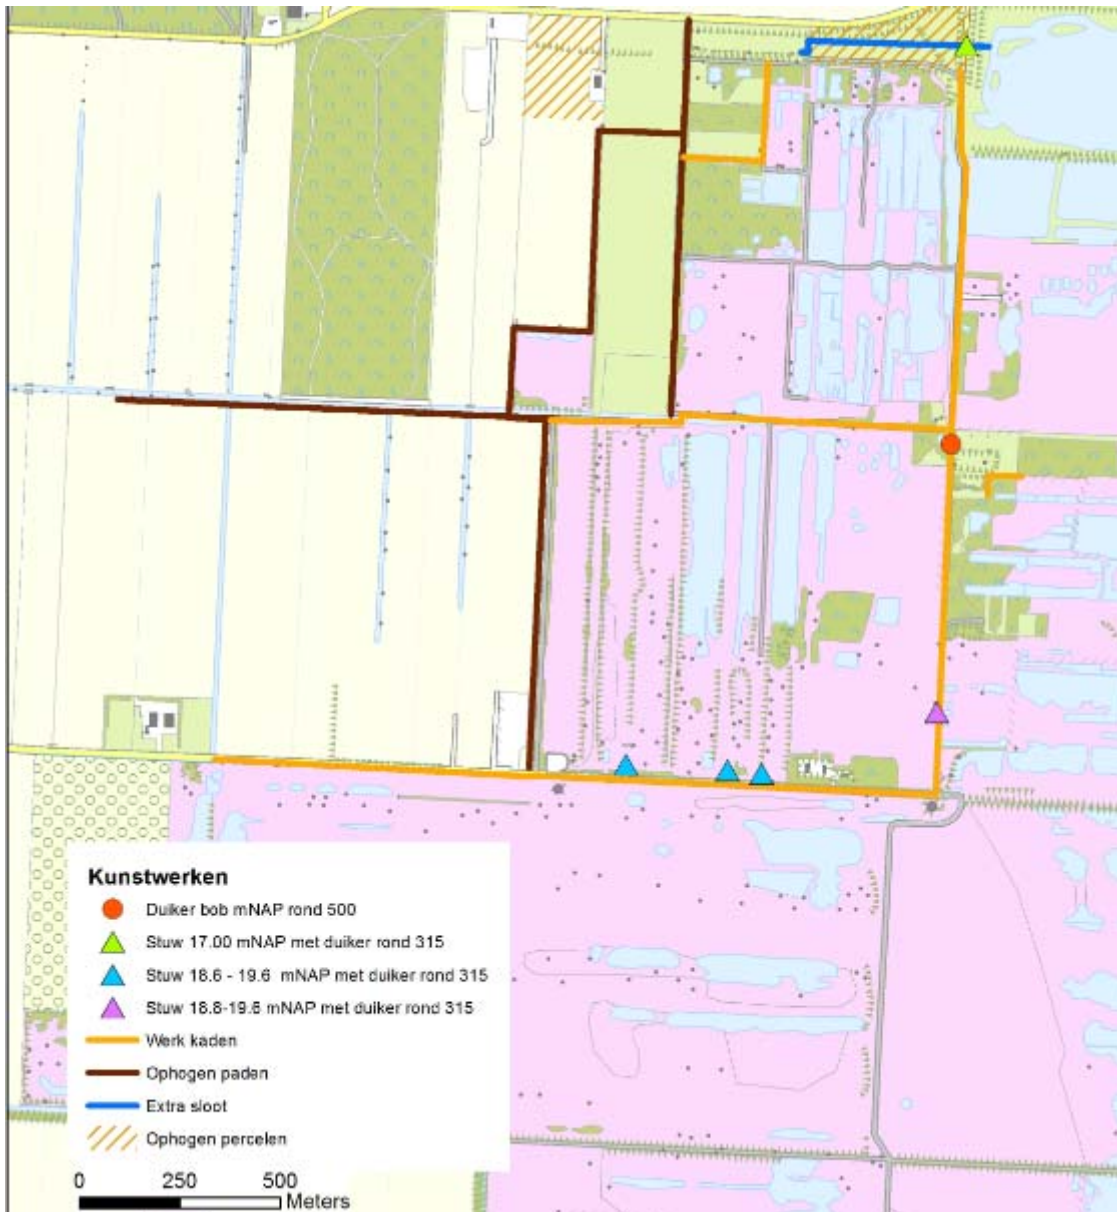 Kunstwerken
Duiker bob mNAP rond 500
Stuw 17.00 mNAP met duiker rond 315
Stuw 18.6 - 19.6 mNAP met duiker rond 315
Stuw 18.8-19.6 mNAP met duiker rond 315
Werk kaden
Ophogen paden
Extra sloot
Ophogen percelen
0 250 500
Meters